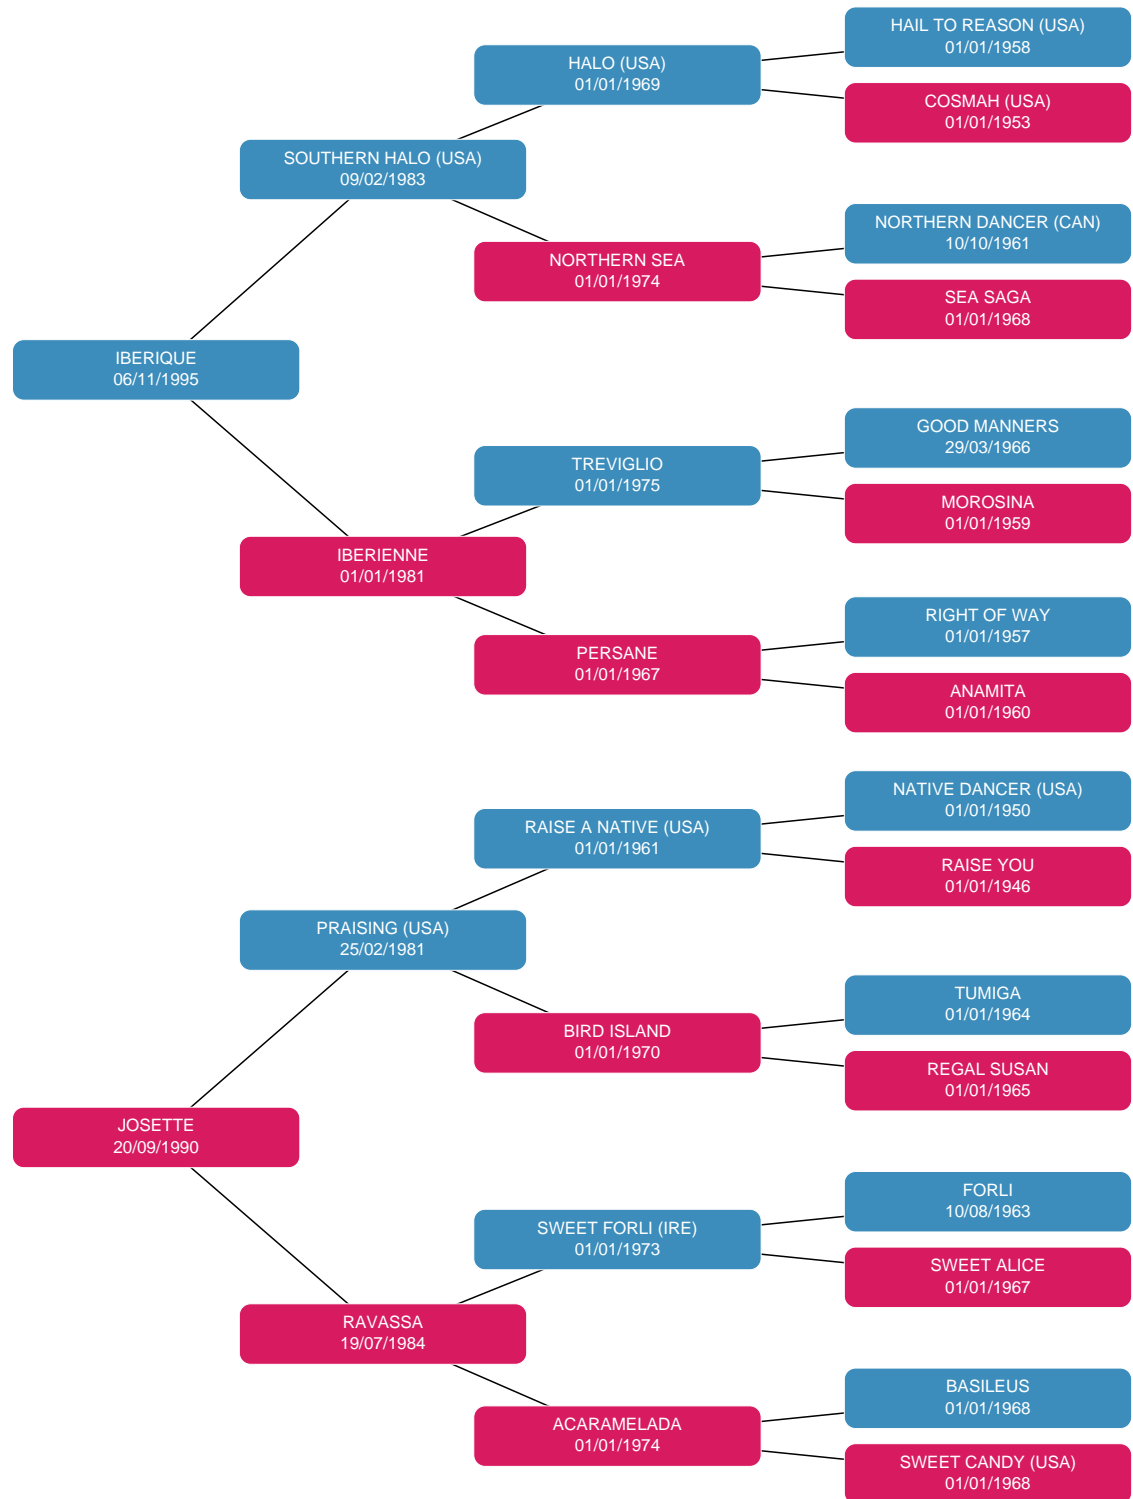 HAIL TO REASON (USA)
01/01/1958
HALO (USA)
01/01/1969
COSMAH (USA)
01/01/1953
SOUTHERN HALO (USA)
09/02/1983
NORTHERN DANCER (CAN)
10/10/1961
NORTHERN SEA
01/01/1974
SEA SAGA
01/01/1968
IBERIQUE
06/11/1995
GOOD MANNERS
29/03/1966
TREVIGLIO
01/01/1975
MOROSINA
01/01/1959
IBERIENNE
01/01/1981
RIGHT OF WAY
01/01/1957
PERSANE
01/01/1967
ANAMITA
01/01/1960
NATIVE DANCER (USA)
01/01/1950
RAISE A NATIVE (USA)
01/01/1961
RAISE YOU
01/01/1946
PRAISING (USA)
25/02/1981
TUMIGA
01/01/1964
BIRD ISLAND
01/01/1970
REGAL SUSAN
01/01/1965
JOSETTE
20/09/1990
FORLI
10/08/1963
SWEET FORLI (IRE)
01/01/1973
SWEET ALICE
01/01/1967
RAVASSA
19/07/1984
BASILEUS
01/01/1968
ACARAMELADA
01/01/1974
SWEET CANDY (USA)
01/01/1968